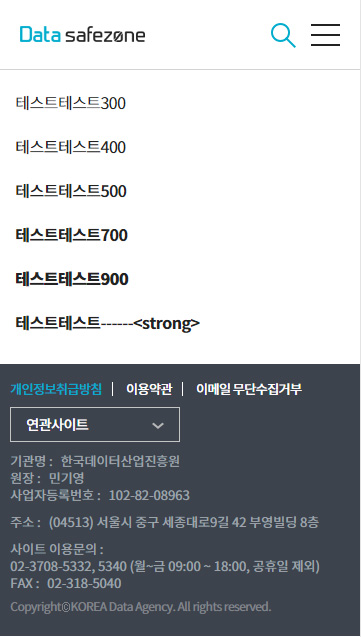 Data safezone
테스트테스트300
테스트테스트400
테스트테스트500
테스트테스트700
테스트테스트900
테스트테스트------<strong>
개인정보취급방침 | 이용약관 | 이메일 무단수집거부
연관사이트
기관명 : 한국데이터산업진흥원
원장 : 민기영
사업자등록번호 : 102-82-08963
주소 : (04513) 서울시 중구 세종대로9길 42 부영빌딩 8층
사이트 이용문의 :
02-3708-5332, 5340 (월~금 09:00 ~ 18:00, 공휴일 제외)
FAX : 02-318-5040
Copyright©KOREA Data Agency. All rights reserved.